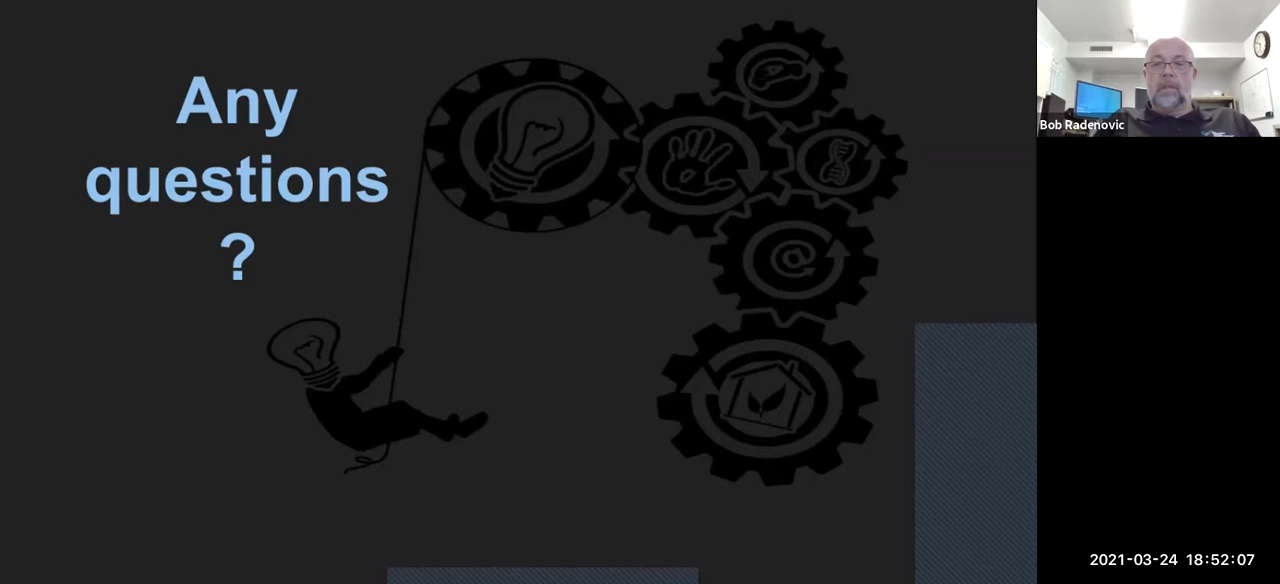 Any
questions
?
@
Bob Radenovic
2021-03-24 18:52:07